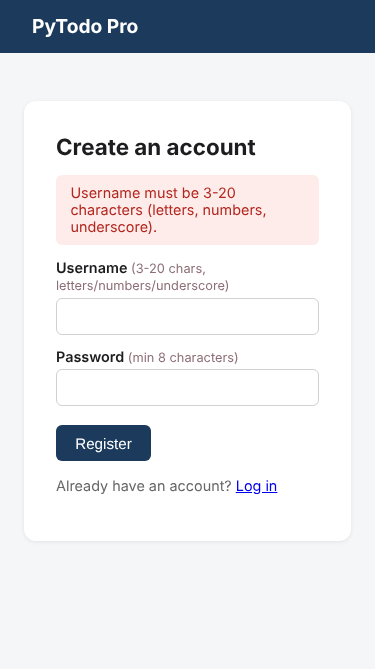 PyTodo Pro
Create an account
Username must be 3-20
characters (letters, numbers,
underscore).
Username (3-20 chars,
letters/numbers/underscore)
Password (min 8 characters)
Register
Already have an account? Log in